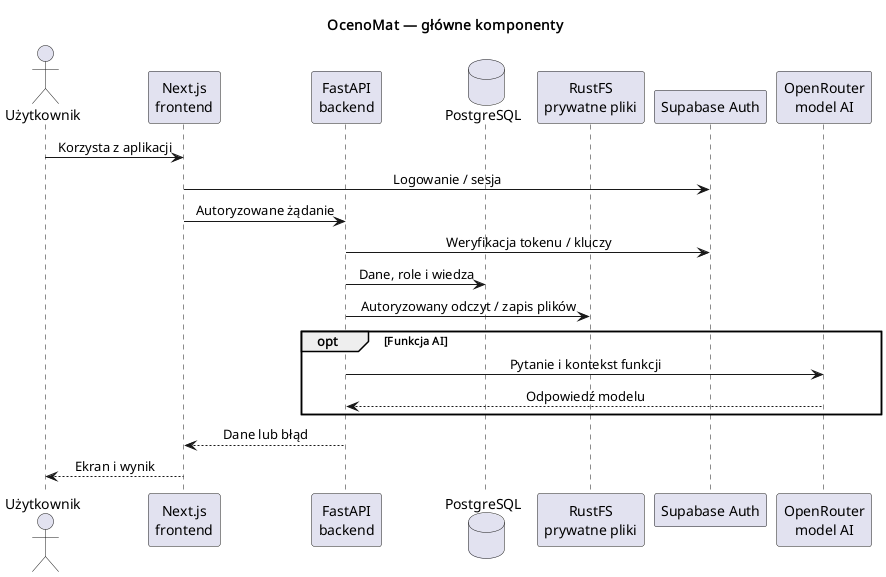 OcenoMat — główne komponenty
Użytkownik
Next.js
frontend
FastAPI
backend
PostgreSQL
RustFS
prywatne pliki
Supabase Auth
OpenRouter
model AI
Korzysta z aplikacji
Logowanie / sesja
Autoryzowane żądanie
Weryfikacja tokenu / kluczy
Dane, role i wiedza
Autoryzowany odczyt / zapis plików
opt [Funkcja AI]
Pytanie i kontekst funkcji
Odpowiedź modelu
Dane lub błąd
Ekran i wynik
Użytkownik
Next.js
frontend
FastAPI
backend
PostgreSQL
RustFS
prywatne pliki
Supabase Auth
OpenRouter
model AI